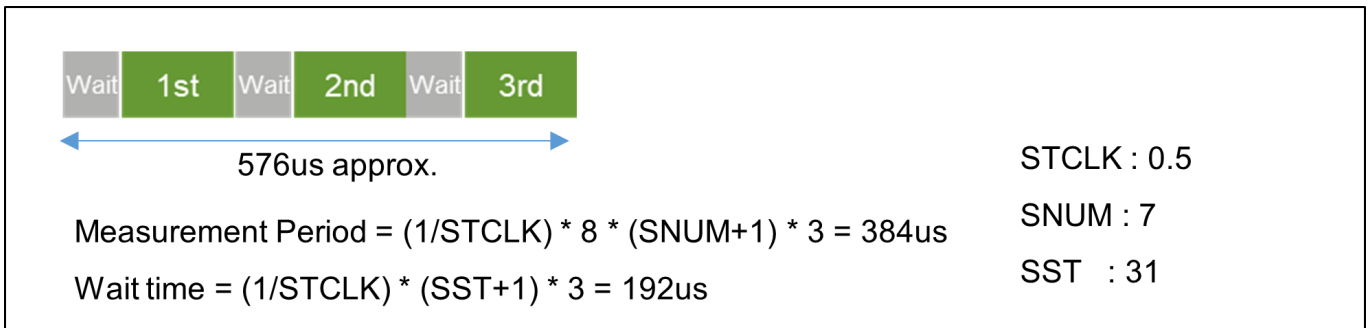 Wait 1st Wait 2nd Wait 3rd
576us approx.
STCLK : 0.5
SNUM : 7
SST : 31
Measurement Period = (1/STCLK) * 8 * (SNUM+1) * 3 = 384us
Wait time = (1/STCLK) * (SST+1) * 3 = 192us